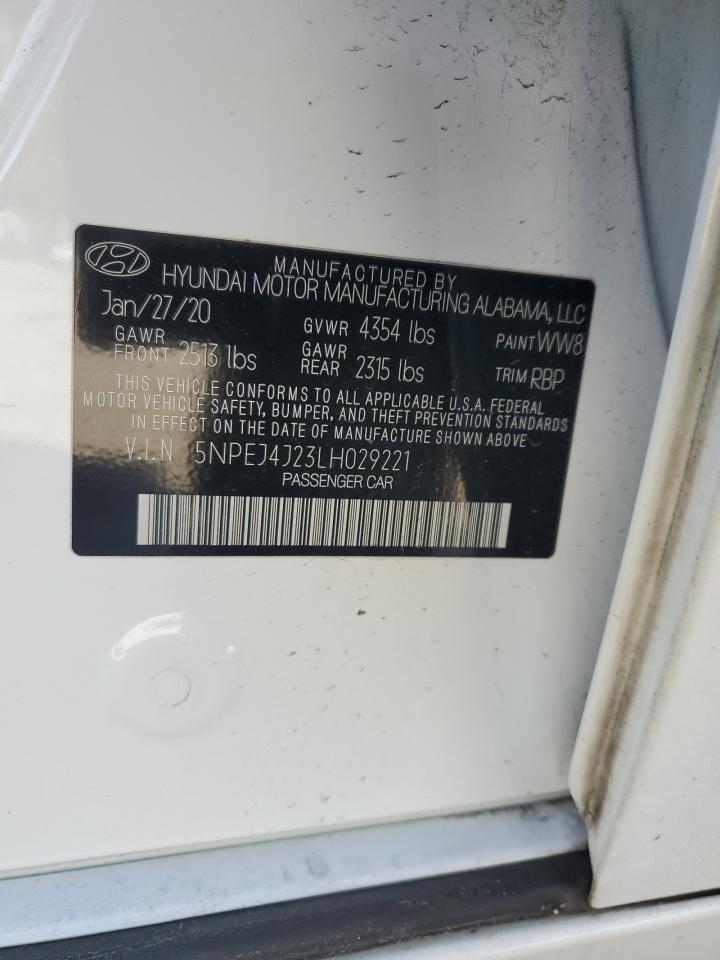 MANUFACTURED BY
HYUNDAI MOTOR MANUFACTURING ALABAMA, LLC
Jan/27/20 GVWR 4354 lbs PAINT WW8
GAWR FRONT 2513 lbs GAWR REAR 2315 lbs TRIM RBP
THIS VEHICLE CONFORMS TO ALL APPLICABLE U.S.A. FEDERAL
MOTOR VEHICLE SAFETY, BUMPER, AND THEFT PREVENTION STANDARDS
IN EFFECT ON THE DATE OF MANUFACTURE SHOWN ABOVE
V.I.N 5NPEJ4J23LH029221
PASSENGER CAR